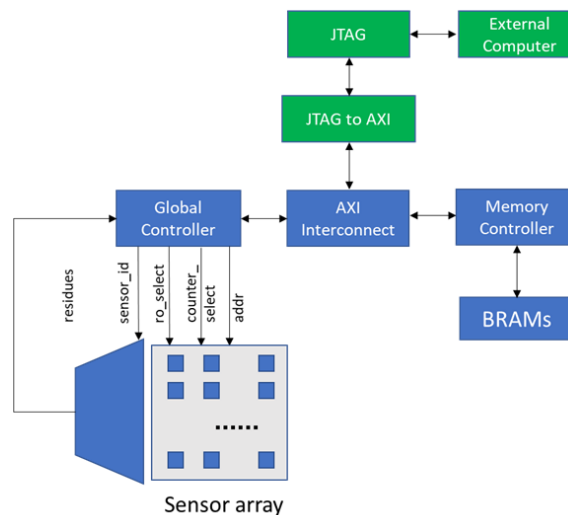 JTAG
External
Computer
JTAG to AXI
Global
Controller
AXI
Interconnect
Memory
Controller
residues
sensor_id
ro_select
counter_
select
addr
BRAMs
......
Sensor array